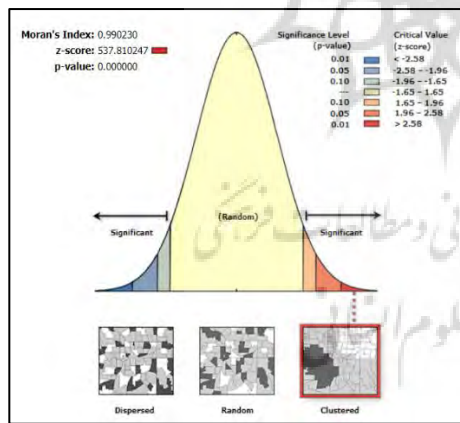 Moran's Index: 0.990230
z-score: 537.810247
p-value: 0.000000
Significance Level
(p-value)
Critical Value
(z-score)
0.01 < -2.58
0.05 -2.58 - -1.96
0.10 -1.96 - -1.65
— -1.65 - 1.65
0.10 1.65 - 1.96
0.05 1.96 - 2.58
0.01 > 2.58
(Random)
Significant
Significant
Dispersed
Random
Clustered